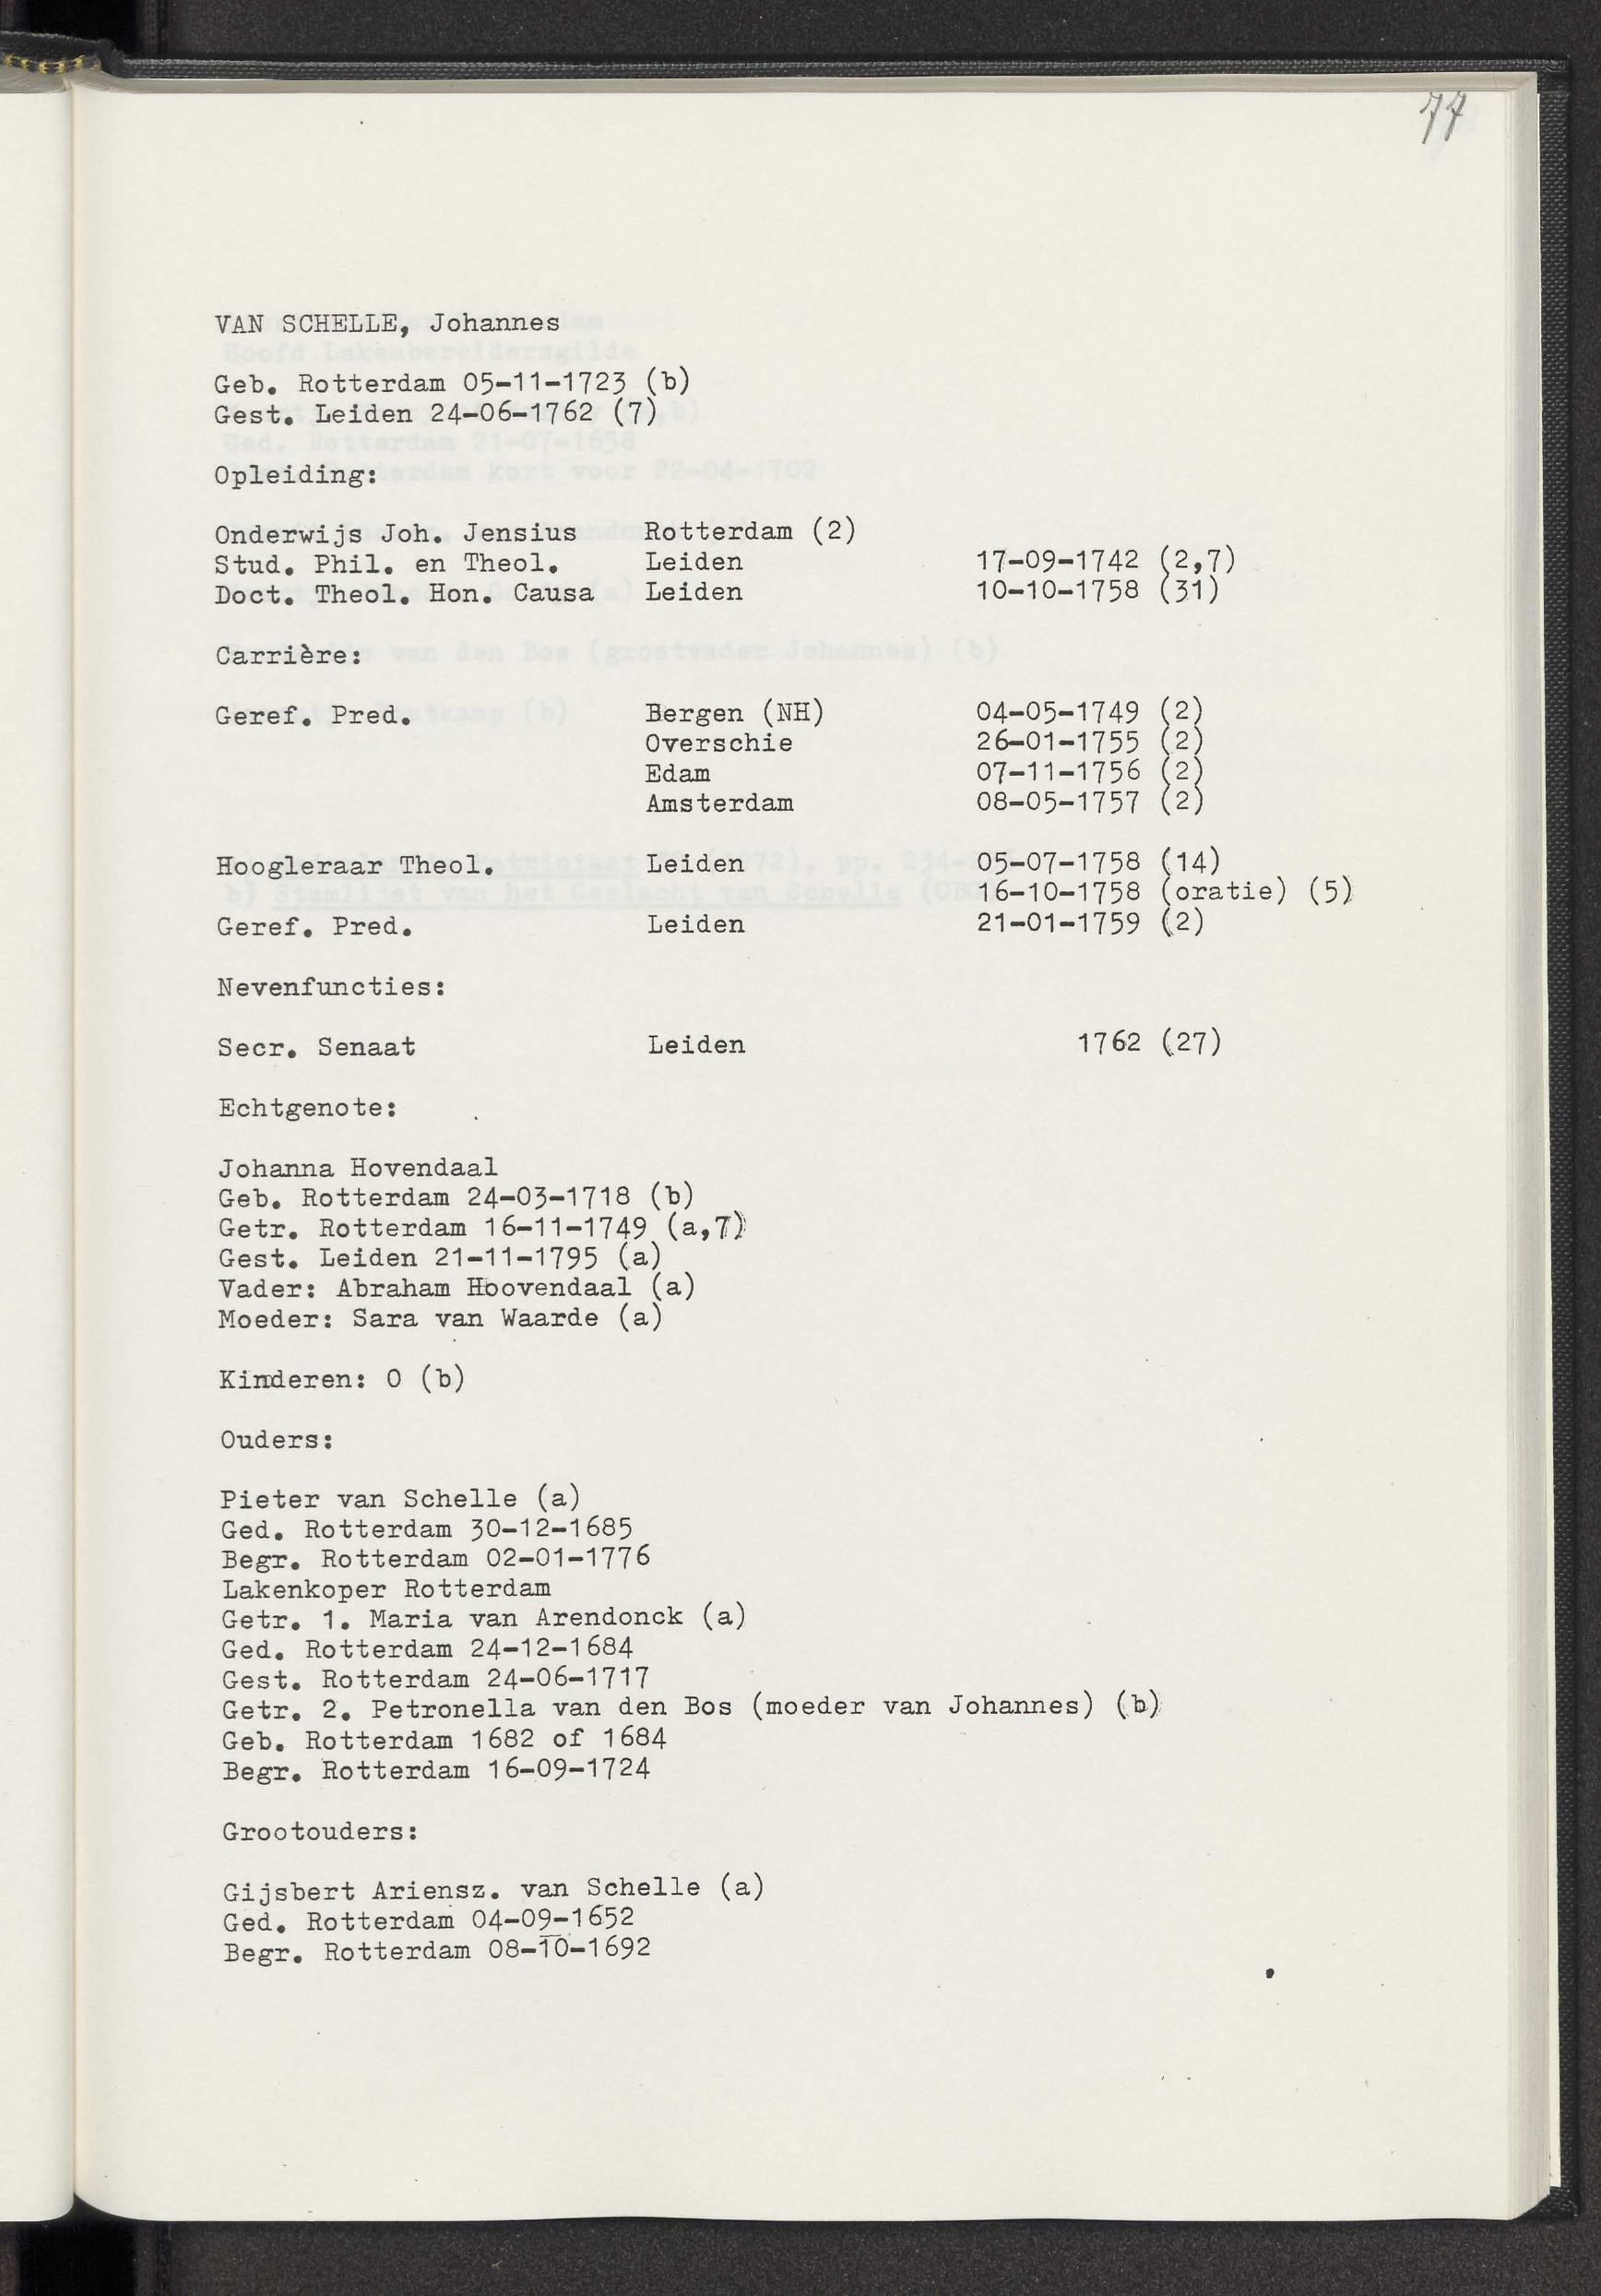 77
VAN SCHELLE, Johannes
Geb. Rotterdam 05-11-1723 (b)
Gest. Leiden 24-06-1762 (7)
Opleiding:
Onderwijs Joh. Jensius Rotterdam (2)
Stud. Phil. en Theol. Leiden 17-09-1742 (2,7)
Doct. Theol. Hon. Causa Leiden 10-10-1758 (31)
Carrière:
Geref. Pred. Bergen (NH) 04-05-1749 (2)
Overschie 26-01-1755 (2)
Edam 07-11-1756 (2)
Amsterdam 08-05-1757 (2)
Hoogleraar Theol. Leiden 05-07-1758 (14)
16-10-1758 (oratie) (5)
Geref. Pred. Leiden 21-01-1759 (2)
Nevenfuncties:
Secr. Senaat Leiden 1762 (27)
Echtgenote:
Johanna Hovendaal
Geb. Rotterdam 24-03-1718 (b)
Getr. Rotterdam 16-11-1749 (a,7)
Gest. Leiden 21-11-1795 (a)
Vader: Abraham Hoovendaal (a)
Moeder: Sara van Waarde (a)
Kinderen: 0 (b)
Ouders:
Pieter van Schelle (a)
Ged. Rotterdam 30-12-1685
Begr. Rotterdam 02-01-1776
Lakenkoper Rotterdam
Getr. 1. Maria van Arendonck (a)
Ged. Rotterdam 24-12-1684
Gest. Rotterdam 24-06-1717
Getr. 2. Petronella van den Bos (moeder van Johannes) (b)
Geb. Rotterdam 1682 of 1684
Begr. Rotterdam 16-09-1724
Grootouders:
Gijsbert Ariensz. van Schelle (a)
Ged. Rotterdam 04-09-1652
Begr. Rotterdam 08-10-1692